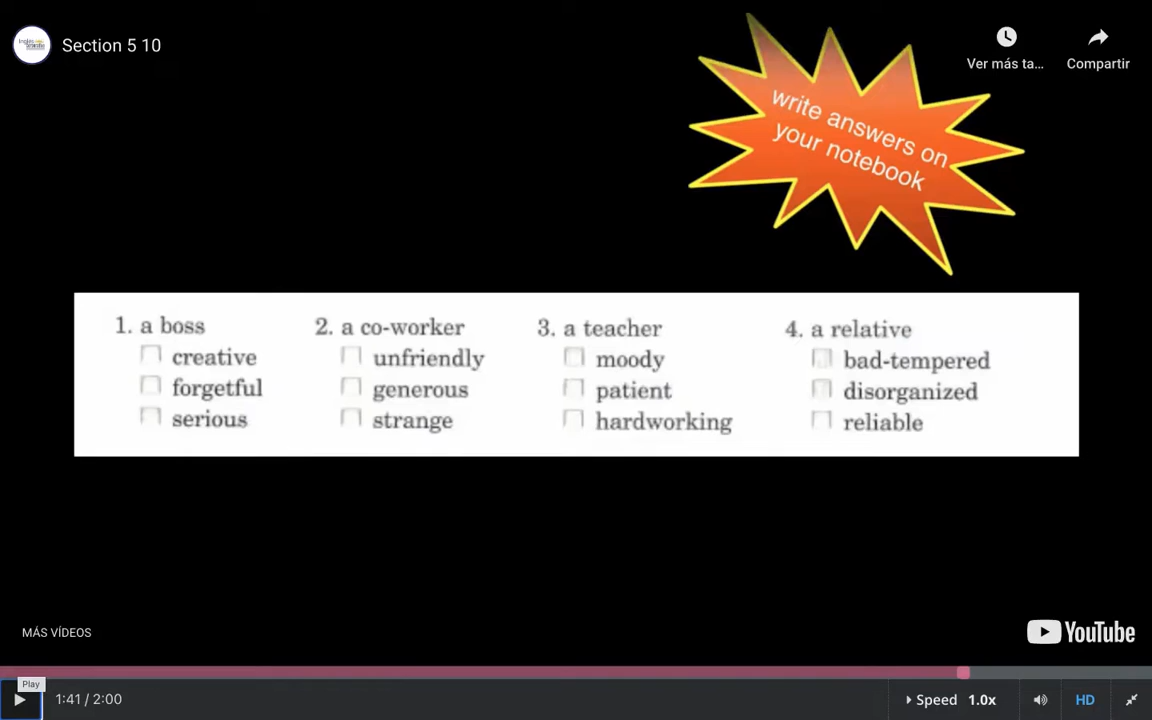 Section 5 10
Ver más ta...
Compartir
write answers on
your notebook
1. a boss
creative
forgetful
serious
2. a co-worker
unfriendly
generous
strange
3. a teacher
moody
patient
hardworking
4. a relative
bad-tempered
disorganized
reliable
MÁS VÍDEOS
YouTube
Play
1:41 / 2:00
Speed 1.0x
HD